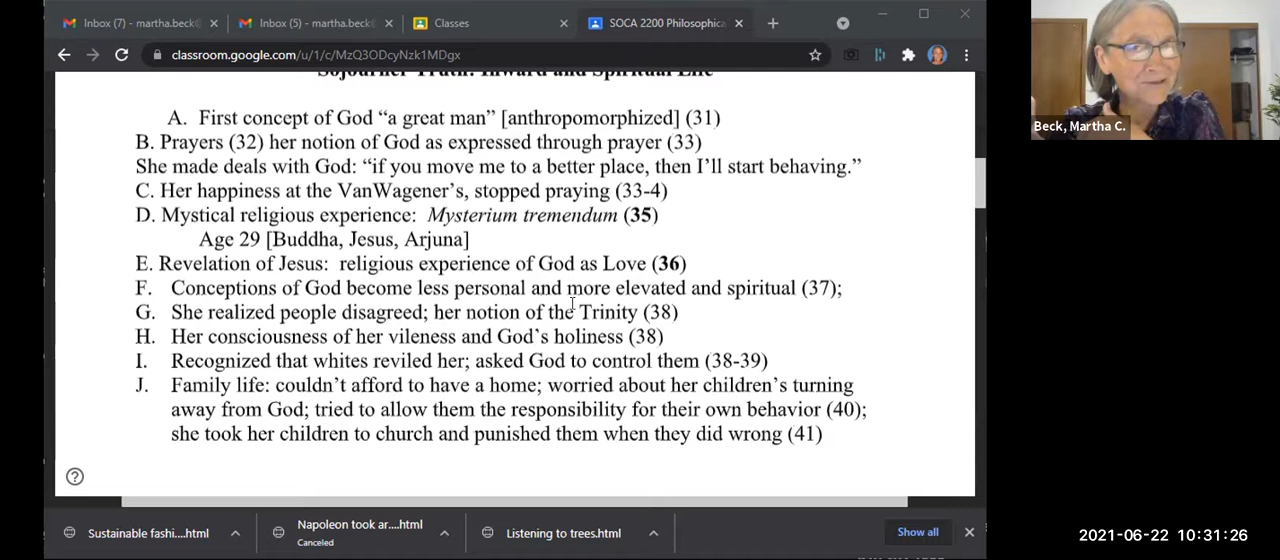 Inbox (7) - martha.beck@
Inbox (5) - martha.beck@
Classes
SOCA 2200 Philosophica
classroom.google.com/u/1/c/MzQ3ODcyNzk1MDgx
Sojourner Truth: Inward and Spiritual Life
A. First concept of God “a great man” [anthropomorphized] (31)
B. Prayers (32) her notion of God as expressed through prayer (33)
She made deals with God: “if you move me to a better place, then I’ll start behaving.”
C. Her happiness at the VanWagener’s, stopped praying (33-4)
D. Mystical religious experience: Mysterium tremendum (35)
Age 29 [Buddha, Jesus, Arjuna]
E. Revelation of Jesus: religious experience of God as Love (36)
F. Conceptions of God become less personal and more elevated and spiritual (37);
G. She realized people disagreed; her notion of the Trinity (38)
H. Her consciousness of her vileness and God’s holiness (38)
I. Recognized that whites reviled her; asked God to control them (38-39)
J. Family life: couldn’t afford to have a home; worried about her children’s turning
away from God; tried to allow them the responsibility for their own behavior (40);
she took her children to church and punished them when they did wrong (41)
Sustainable fashi....html
Napoleon took ar....html
Canceled
Listening to trees.html
Show all
Beck, Martha C.
2021-06-22 10:31:26